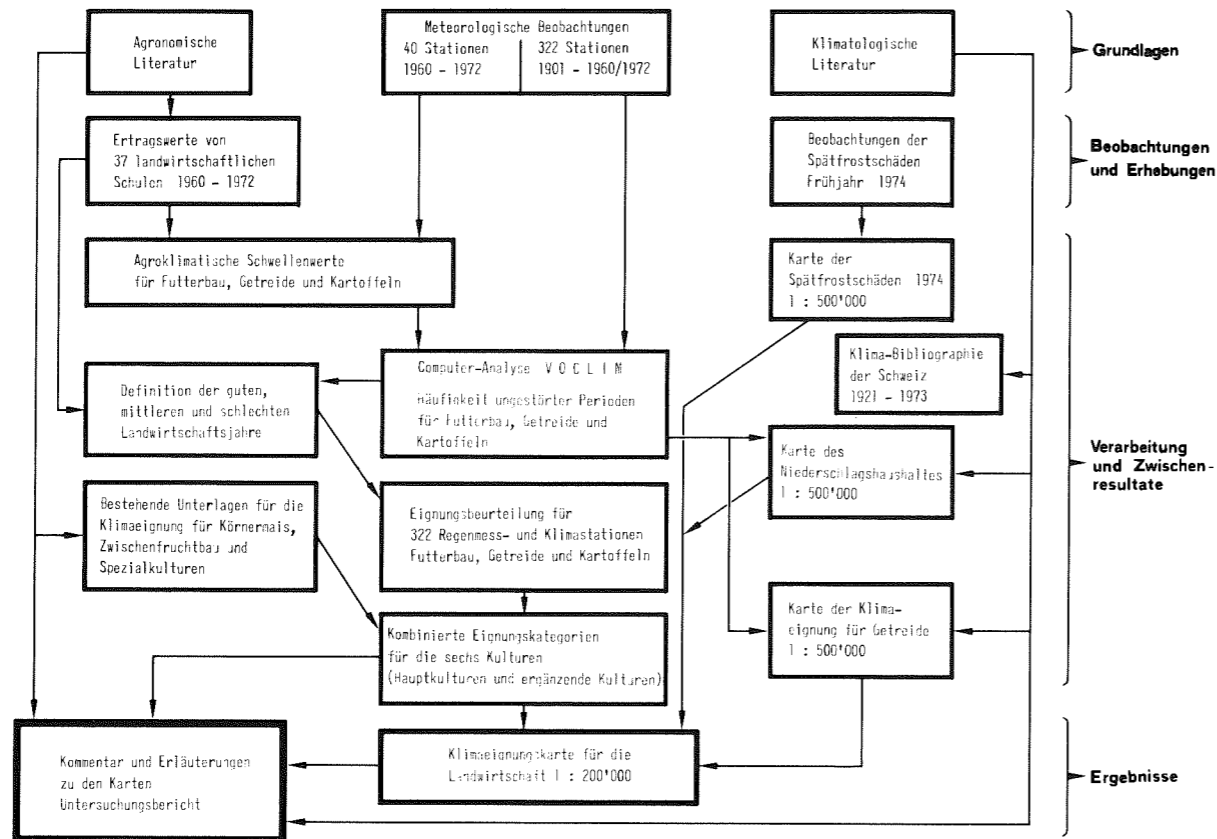 Agronomische
Literatur
Meteorologische Beobachtungen
40 Stationen
1960 - 1972
322 Stationen
1901 - 1960/1972
Klimatologische
Literatur
Grundlagen
Ertragswerte von
37 landwirtschaftlichen
Schulen 1960 - 1972
Beobachtungen der
Spätfrostschäden
Frühjahr 1974
Beobachtungen
und Erhebungen
Agroklimatische Schwellenwerte
für Futterbau, Getreide und Kartoffeln
Karte der
Spätfrostschäden 1974
1 : 500'000
Klima-Bibliographie
der Schweiz
1921 - 1973
Definition der guten,
mittleren und schlechten
Landwirtschaftsjahre
Computer-Analyse V O C L I M
Häufigkeit ungestörter Perioden
für Futterbau, Getreide und
Kartoffeln
Karte des
Niederschlagshaushaltes
1 : 500'000
Verarbeitung
und Zwischen-
resultate
Bestehende Unterlagen für die
Klimaeignung für Körnermais,
Zwischenfruchtbau und
Spezialkulturen
Eignungsbeurteilung für
322 Regenmess- und Klimastationen
Futterbau, Getreide und Kartoffeln
Karte der Klima-
eignung für Getreide
1 : 500'000
Kombinierte Eignungskategorien
für die sechs Kulturen
(Hauptkulturen und ergänzende Kulturen)
Kommentar und Erläuterungen
zu den Karten
Untersuchungsbericht
Klimaeignungskarte für die
Landwirtschaft 1 : 200'000
Ergebnisse